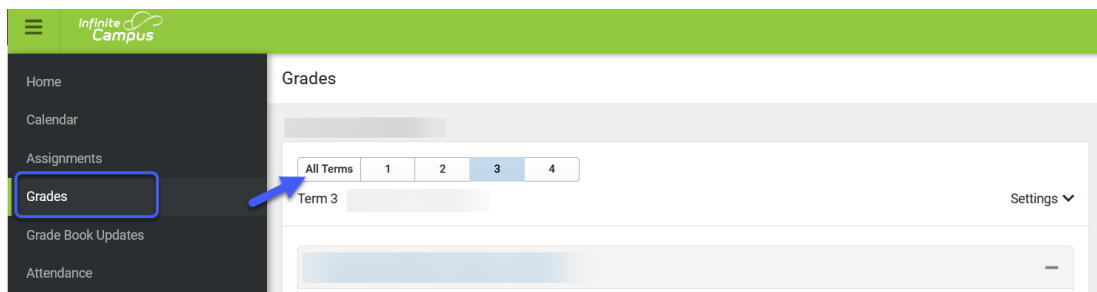 Infinite
Campus
Home
Calendar
Assignments
Grades
Grade Book Updates
Attendance
Grades
All Terms 1 2 3 4
Term 3
Settings